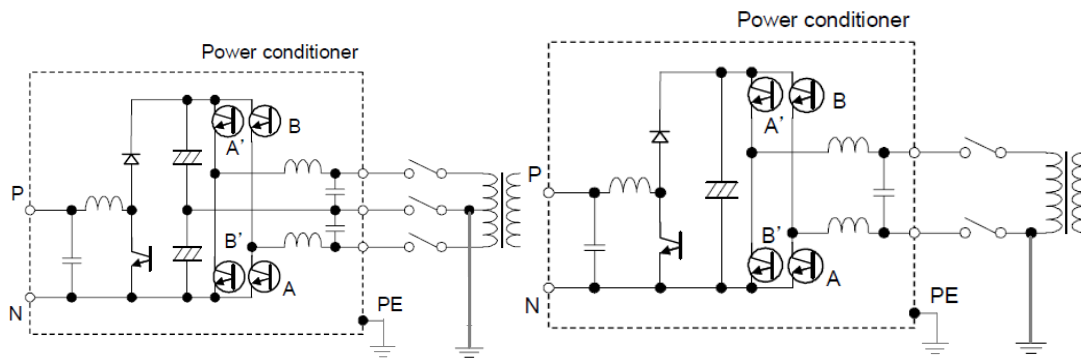 Power conditioner
B
A'
P
B'
A
N
PE
Power conditioner
B
A'
P
B'
A
N
PE